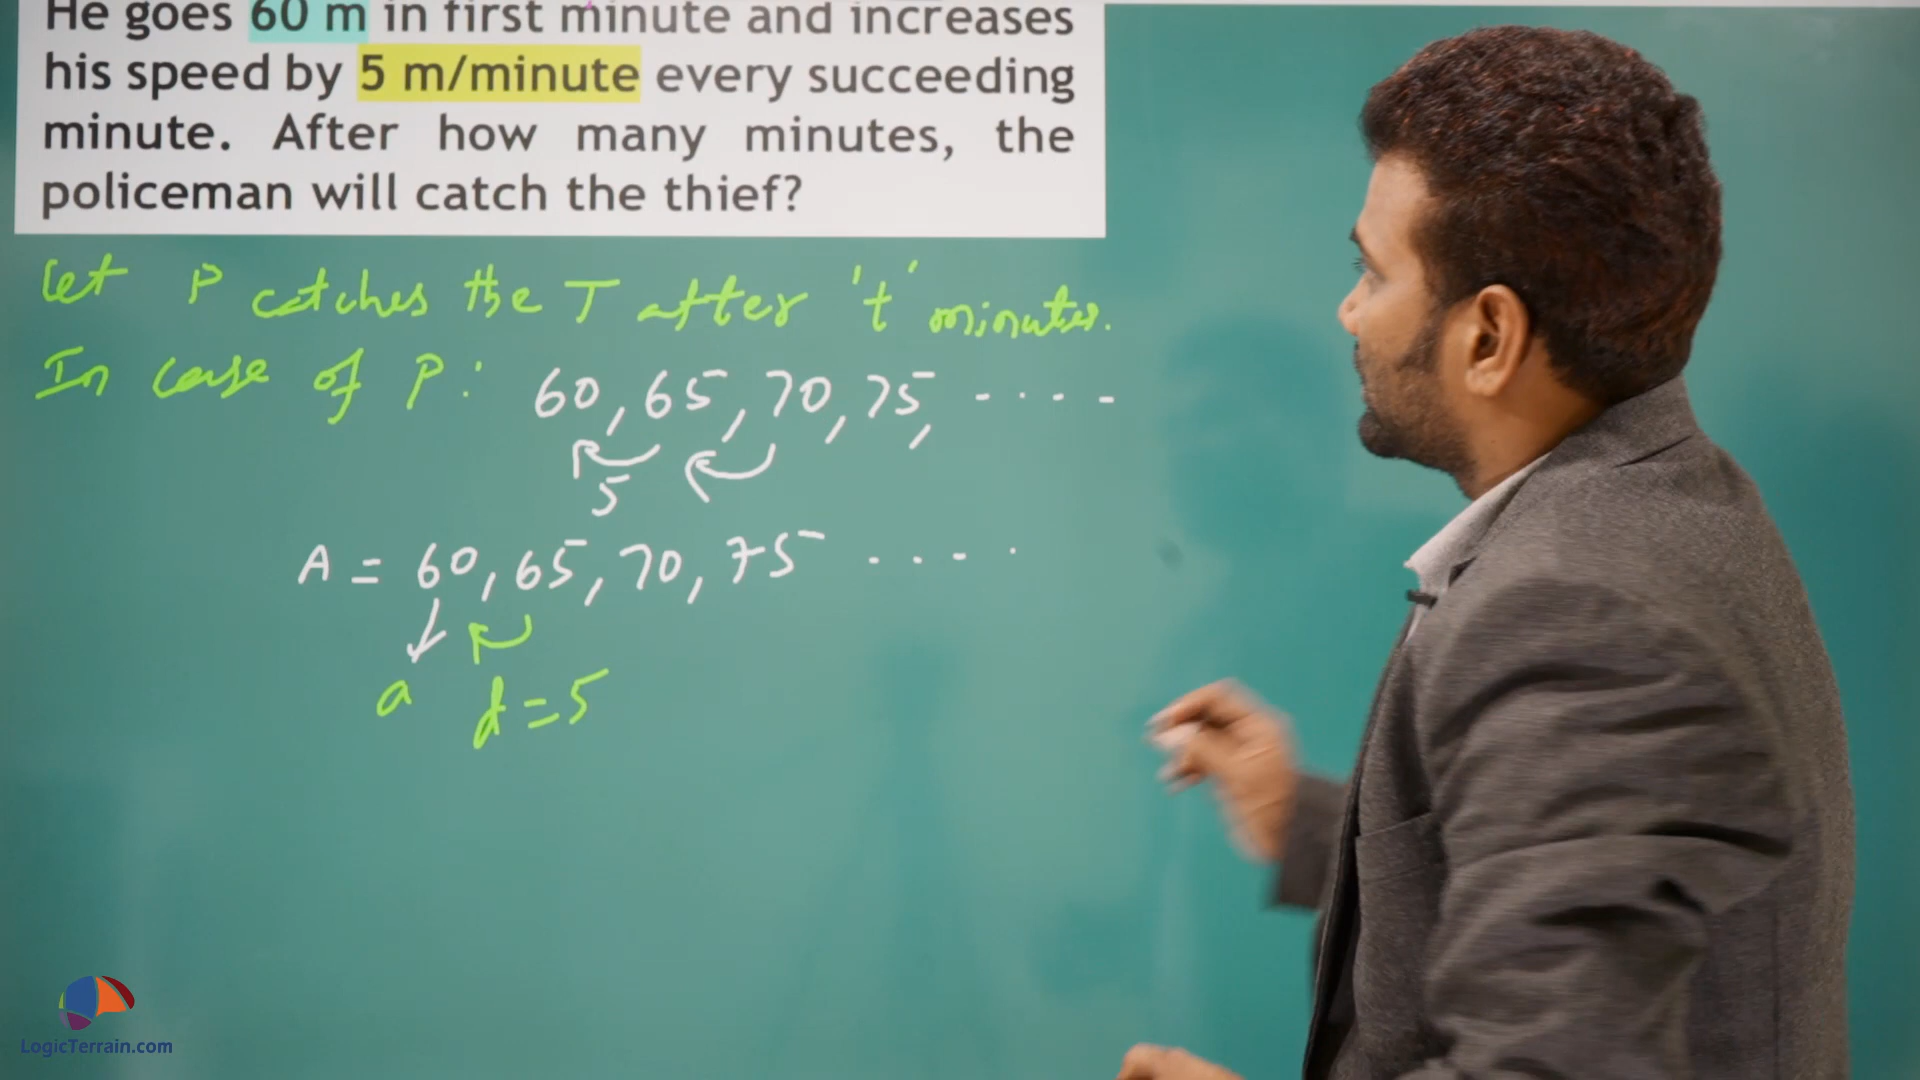 He goes 60 m in first minute and increases
his speed by 5 m/minute every succeeding
minute. After how many minutes, the
policeman will catch the thief?
Let P catches the T after 't' minutes.
In case of P: 60, 65, 70, 75, - . . . -
5
A = 60, 65, 70, 75 . . . - .
a d = 5
LogicTerrain.com